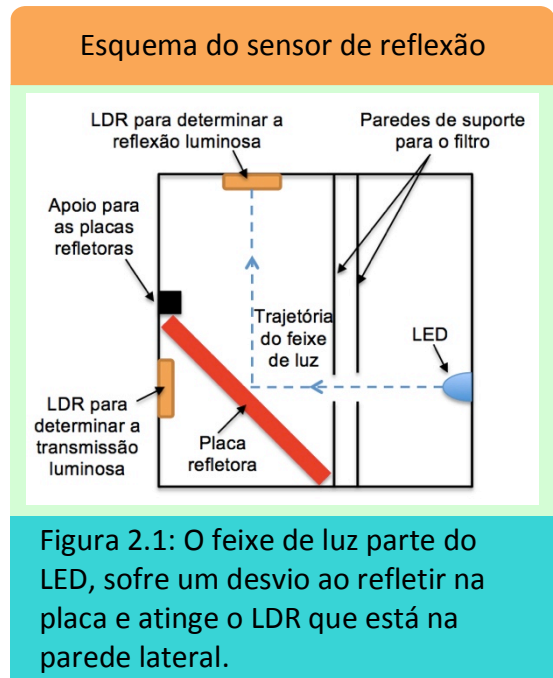 Esquema do sensor de reflexão
LDR para determinar a
reflexão luminosa
Paredes de suporte
para o filtro
Apoio para
as placas
refletoras
Trajetória
do feixe
de luz
LED
LDR para
determinar a
transmissão
luminosa
Placa
refletora
Figura 2.1: O feixe de luz parte do
LED, sofre um desvio ao refletir na
placa e atinge o LDR que está na
parede lateral.